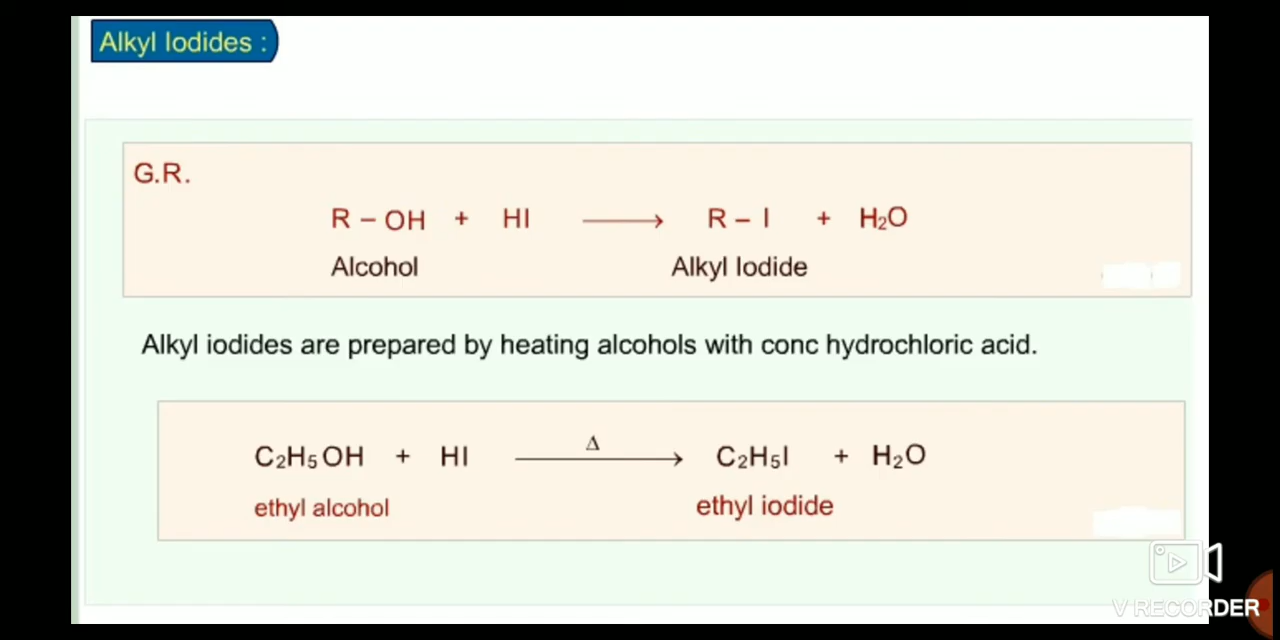 Alkyl Iodides :
G.R.
R – OH + HI ⟶ R – I + H₂O
Alcohol Alkyl Iodide
Alkyl iodides are prepared by heating alcohols with conc hydrochloric acid.
Δ
C₂H₅OH + HI ⟶ C₂H₅I + H₂O
ethyl alcohol ethyl iodide
V RECORDER